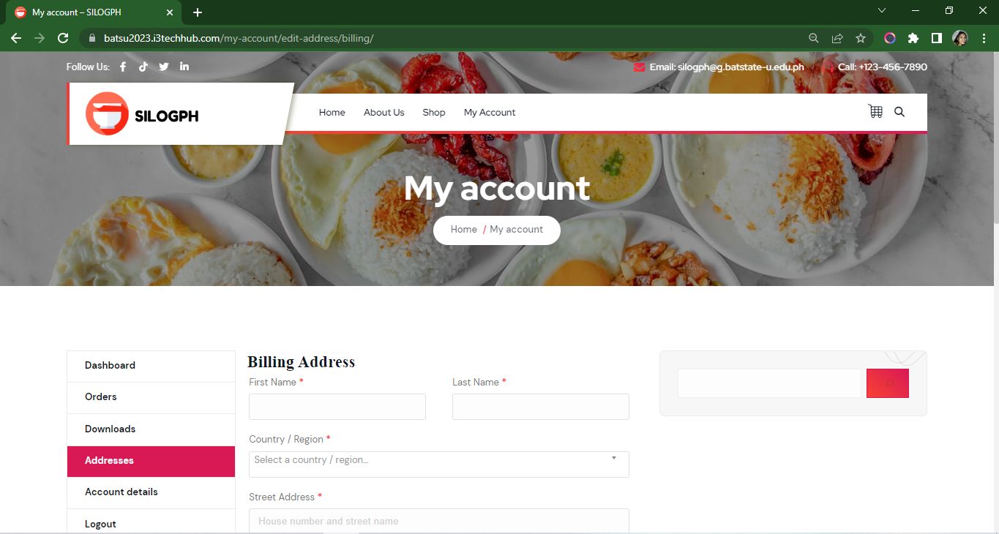 My account – SILOGPH
batsu2023.i3techhub.com/my-account/edit-address/billing/
Follow Us:
Email: silogph@g.batstate-u.edu.ph
Call: +123-456-7890
SILOGPH
Home
About Us
Shop
My Account
My account
Home / My account
Dashboard
Orders
Downloads
Addresses
Account details
Logout
Billing Address
First Name *
Last Name *
Country / Region *
Select a country / region...
Street Address *
House number and street name